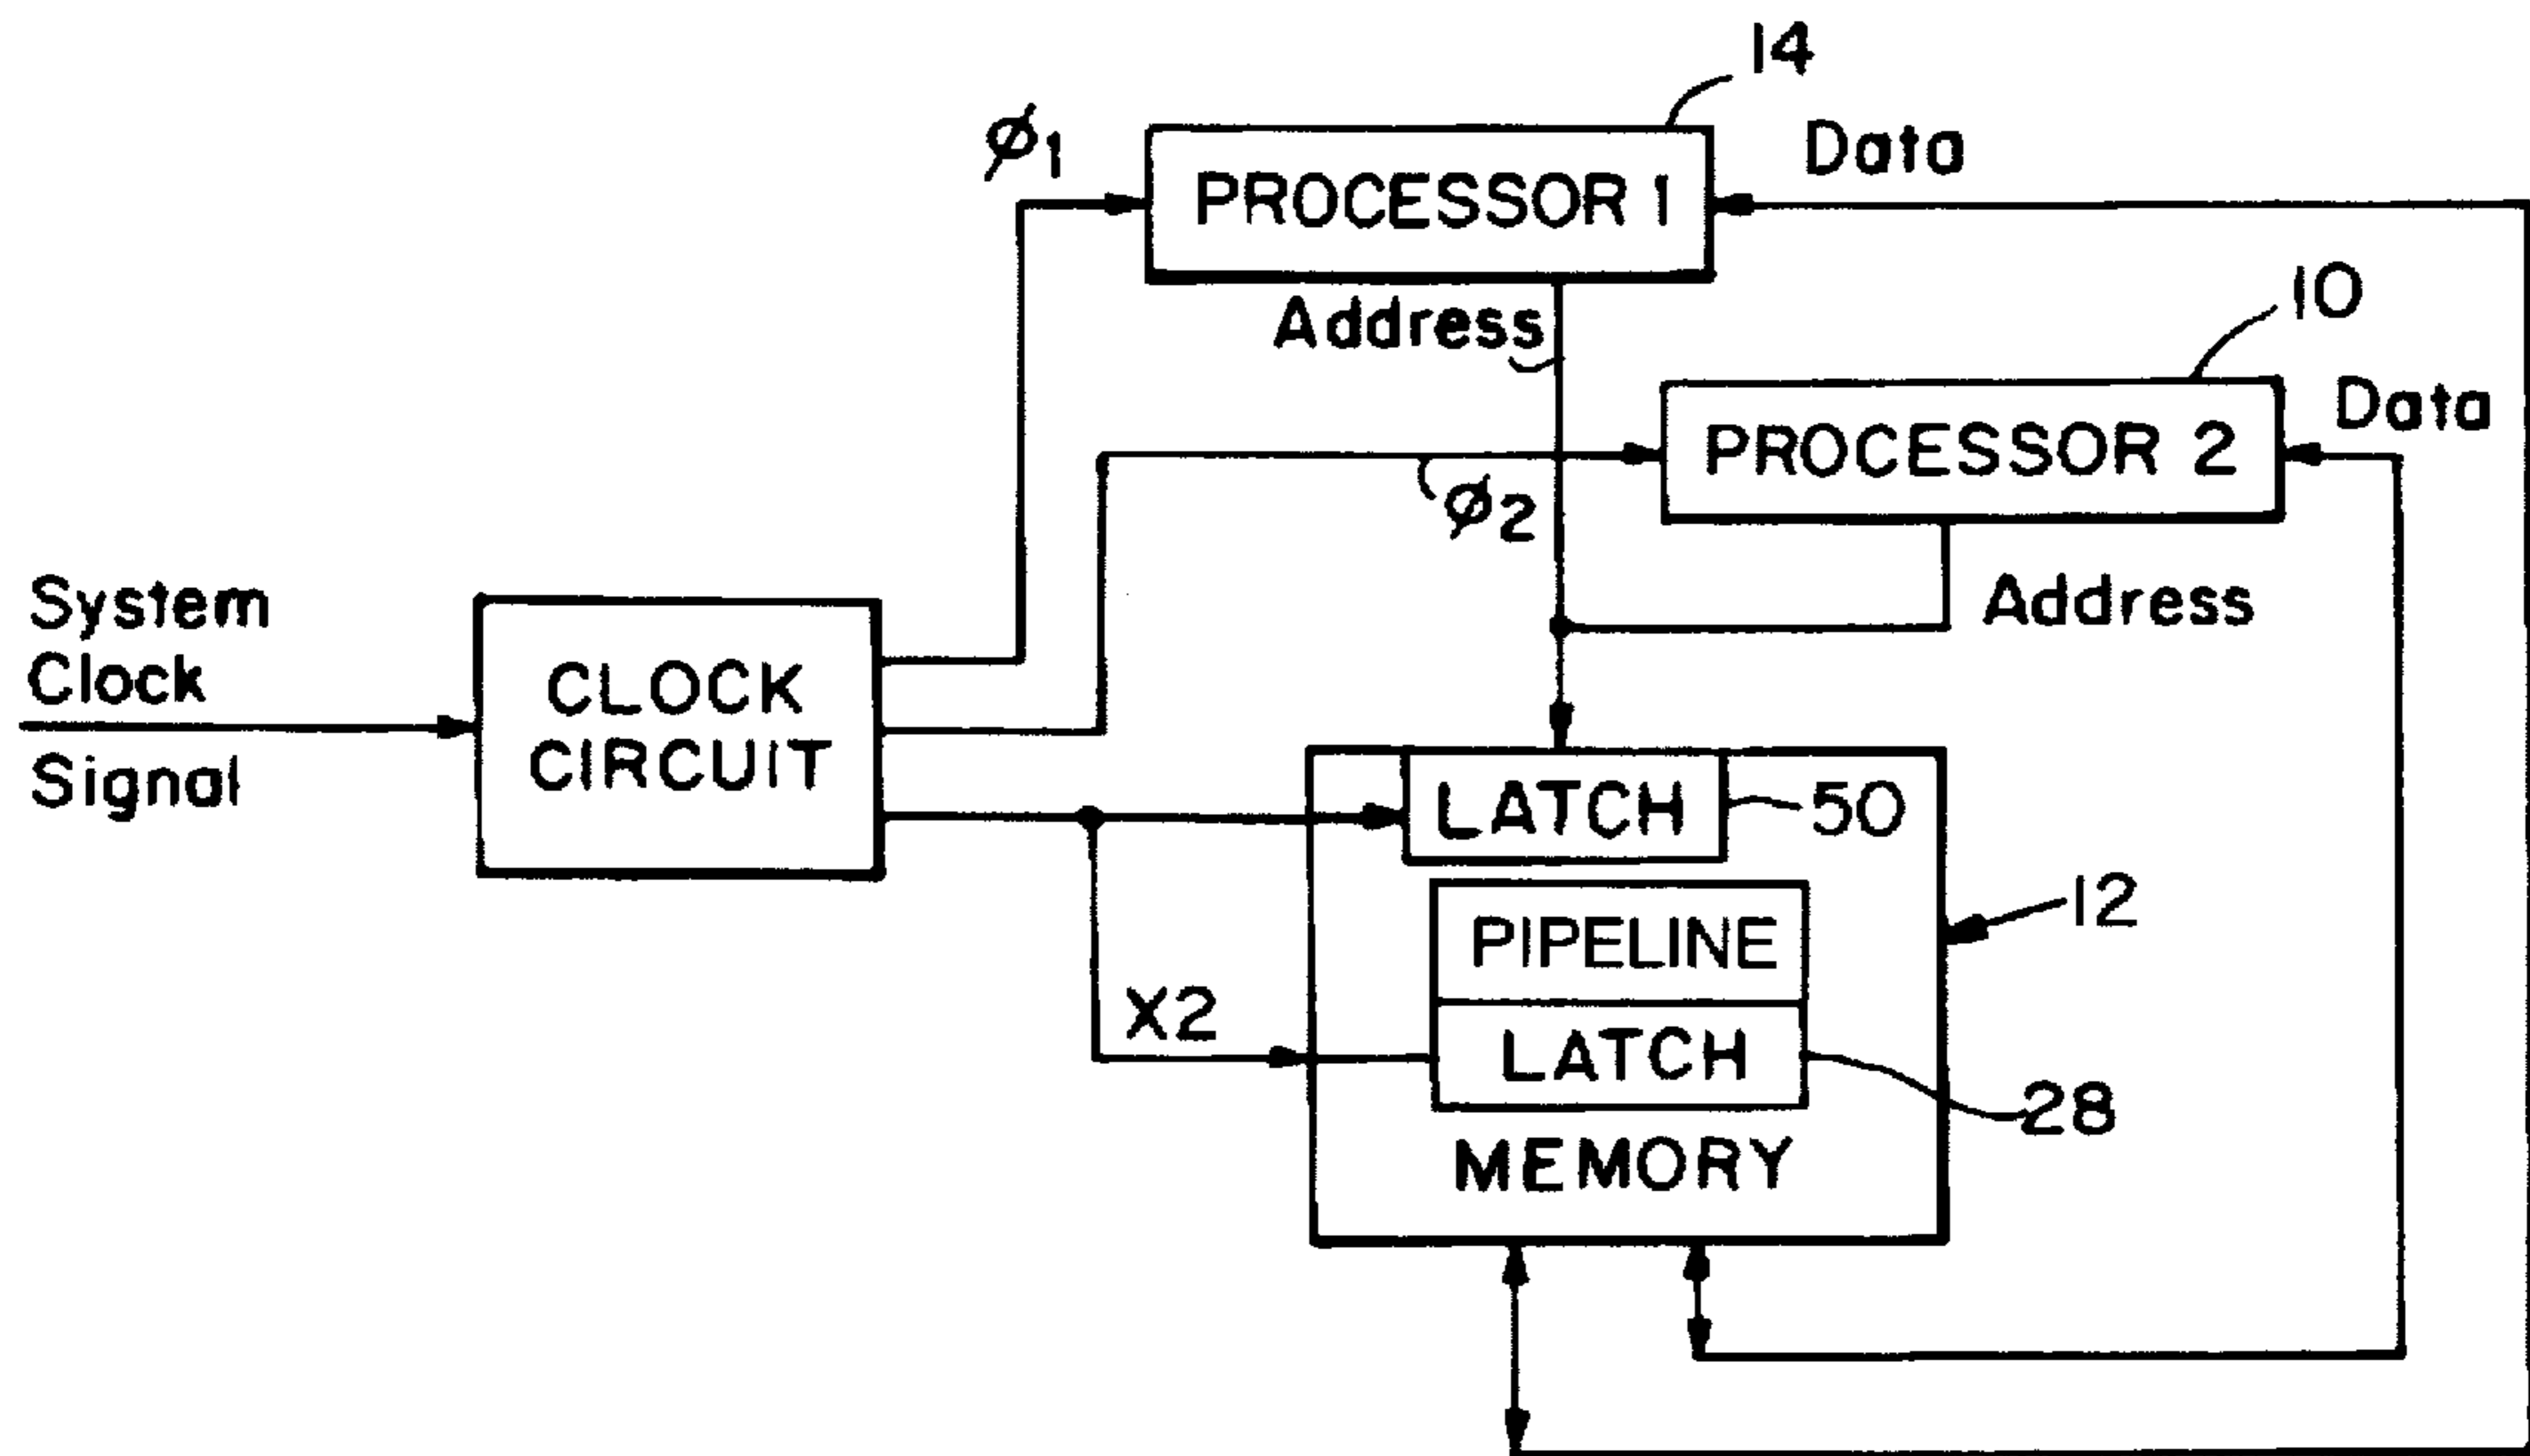 14
ϕ1
PROCESSOR 1
Data
Address
10
PROCESSOR 2
Data
ϕ2
Address
System
Clock
Signal
CLOCK
CIRCUIT
LATCH
50
PIPELINE
12
X2
LATCH
28
MEMORY